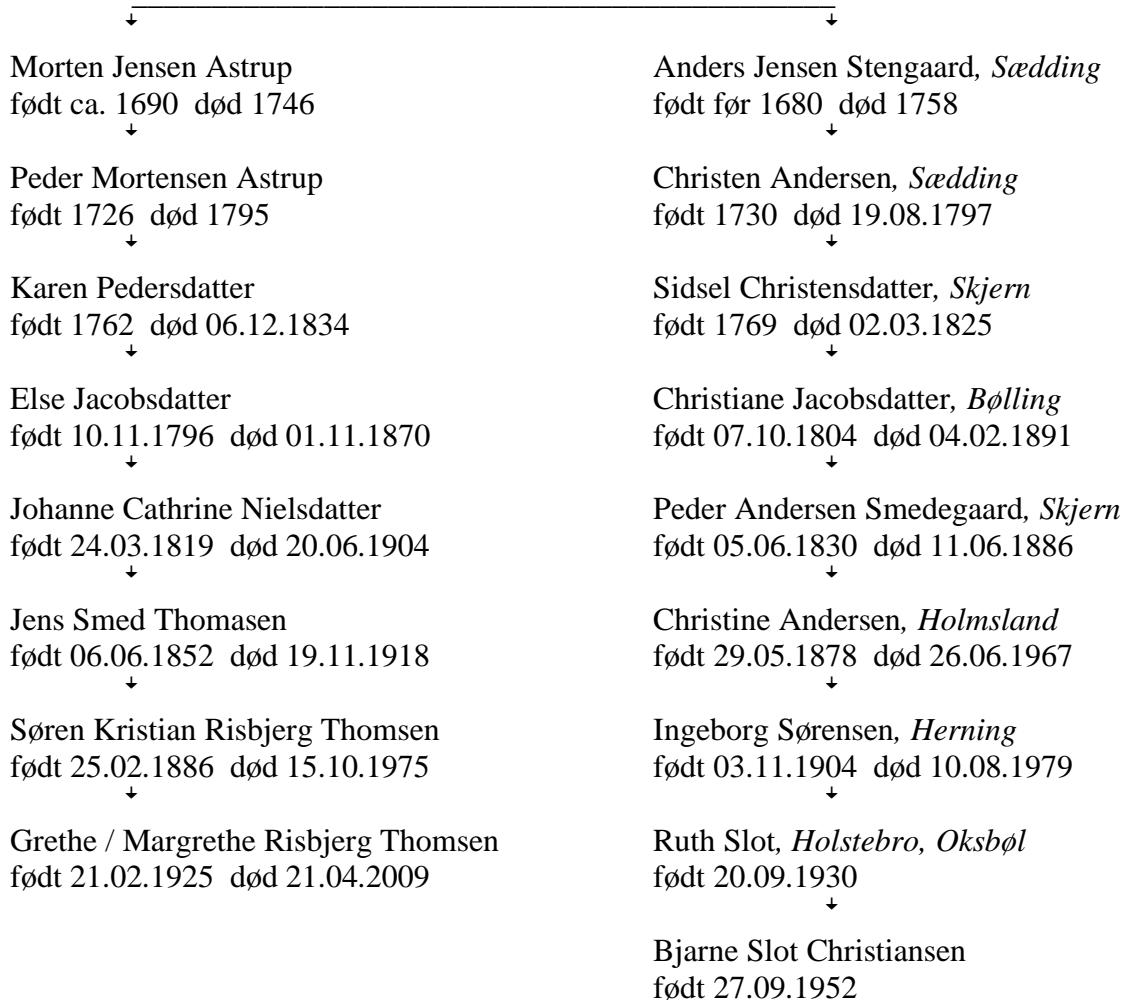 Morten Jensen Astrup
født ca. 1690 død 1746
Peder Mortensen Astrup
født 1726 død 1795
Karen Pedersdatter
født 1762 død 06.12.1834
Else Jacobsdatter
født 10.11.1796 død 01.11.1870
Johanne Cathrine Nielsdatter
født 24.03.1819 død 20.06.1904
Jens Smed Thomasen
født 06.06.1852 død 19.11.1918
Søren Kristian Risbjerg Thomsen
født 25.02.1886 død 15.10.1975
Grethe / Margrethe Risbjerg Thomsen
født 21.02.1925 død 21.04.2009
Anders Jensen Stengaard, Sædding
født før 1680 død 1758
Christen Andersen, Sædding
født 1730 død 19.08.1797
Sidsel Christensdatter, Skjern
født 1769 død 02.03.1825
Christiane Jacobsdatter, Bølling
født 07.10.1804 død 04.02.1891
Peder Andersen Smedegaard, Skjern
født 05.06.1830 død 11.06.1886
Christine Andersen, Holmsland
født 29.05.1878 død 26.06.1967
Ingeborg Sørensen, Herning
født 03.11.1904 død 10.08.1979
Ruth Slot, Holstebro, Oksbøl
født 20.09.1930
Bjarne Slot Christiansen
født 27.09.1952